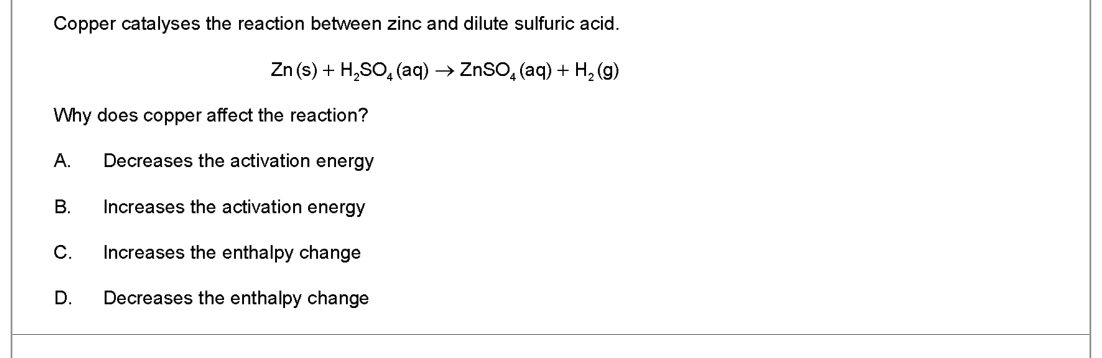 Copper catalyses the reaction between zinc and dilute sulfuric acid.
Zn (s) + H₂SO₄ (aq) → ZnSO₄ (aq) + H₂ (g)
Why does copper affect the reaction?
A. Decreases the activation energy
B. Increases the activation energy
C. Increases the enthalpy change
D. Decreases the enthalpy change